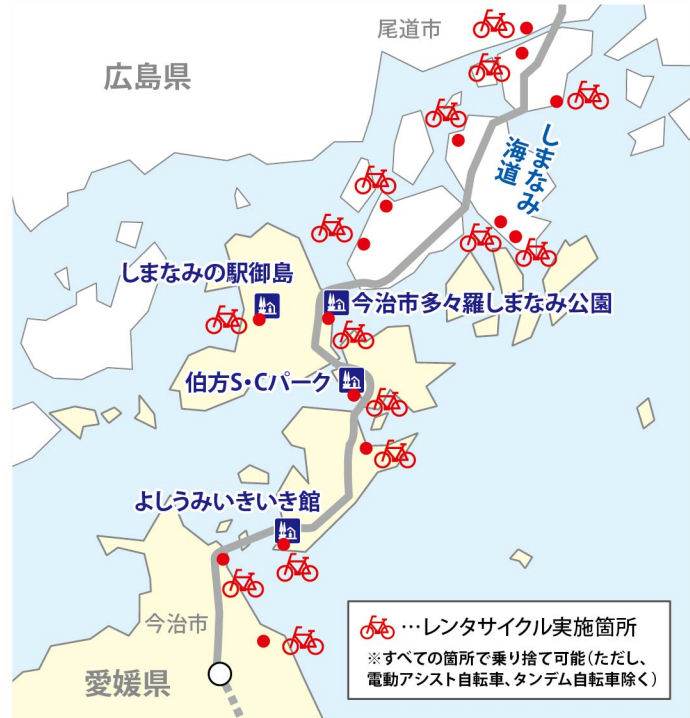 尾道市
広島県
しまなみ
海道
しまなみの駅御島
今治市多々羅しまなみ公園
伯方S・Cパーク
よしうみいきいき館
今治市
愛媛県
…レンタサイクル実施箇所
※すべての箇所で乗り捨て可能(ただし、
電動アシスト自転車、タンデム自転車除く)